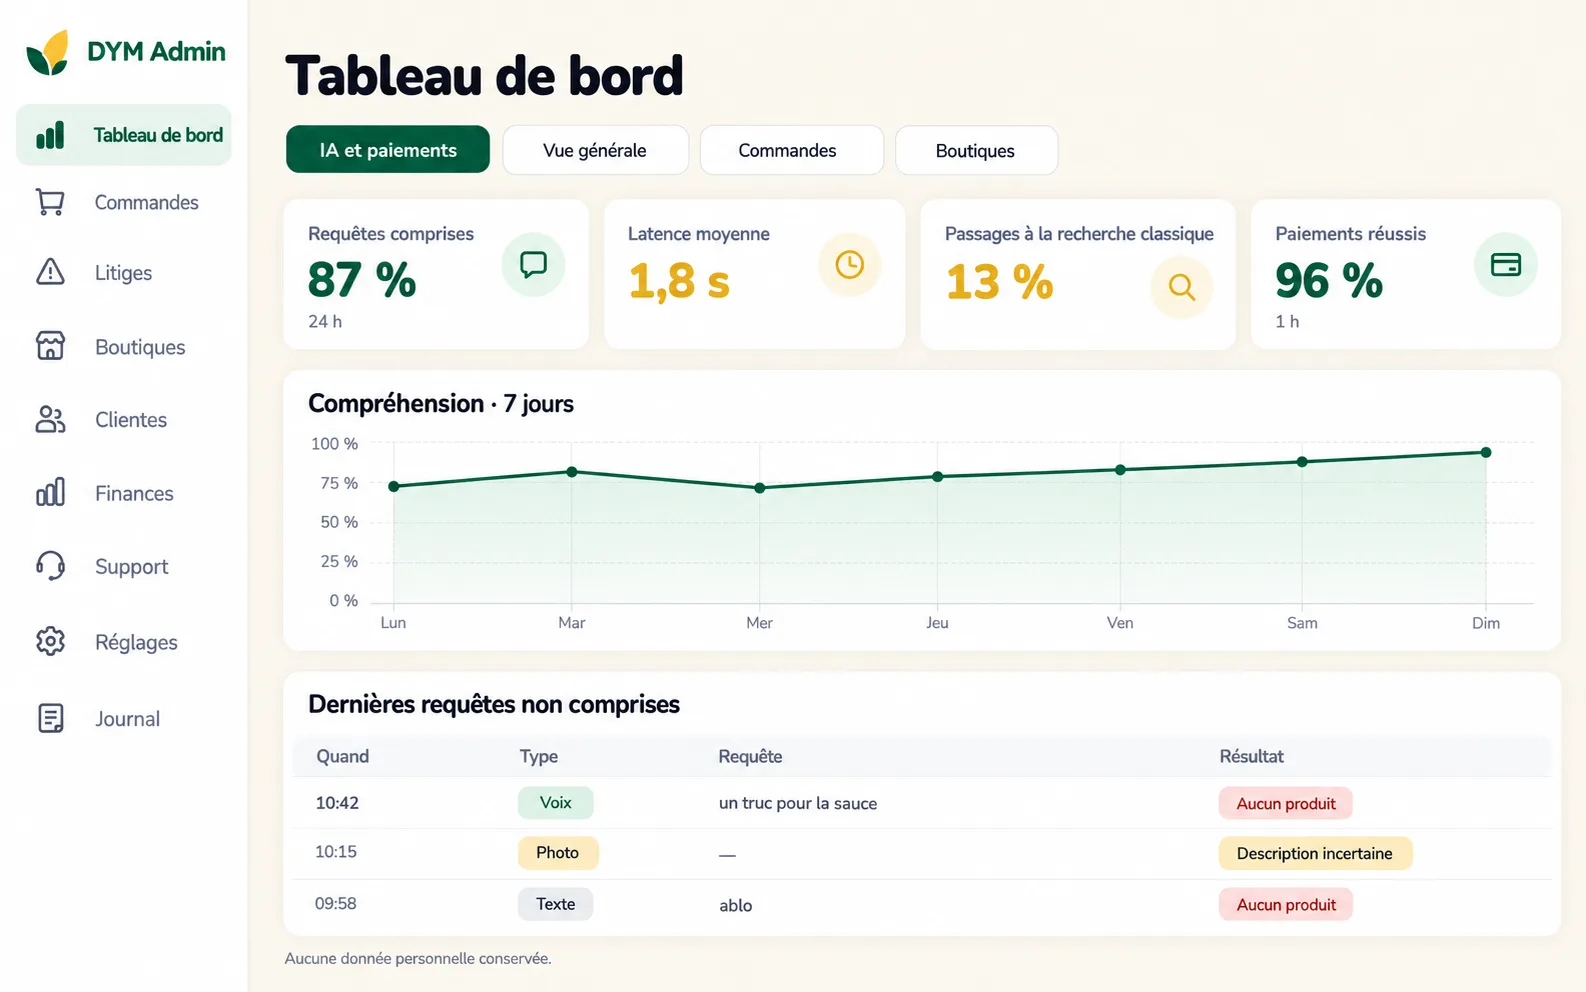 DYM Admin
Tableau de bord
Commandes
Litiges
Boutiques
Clientes
Finances
Support
Réglages
Journal
Tableau de bord
IA et paiements
Vue générale
Commandes
Boutiques
Requêtes comprises
87 %
24 h
Latence moyenne
1,8 s
Passages à la recherche classique
13 %
Paiements réussis
96 %
1 h
Compréhension · 7 jours
100 %
75 %
50 %
25 %
0 %
Lun Mar Mer Jeu Ven Sam Dim
Dernières requêtes non comprises
Quand Type Requête Résultat
10:42 Voix un truc pour la sauce Aucun produit
10:15 Photo — Description incertaine
09:58 Texte ablo Aucun produit
Aucune donnée personnelle conservée.